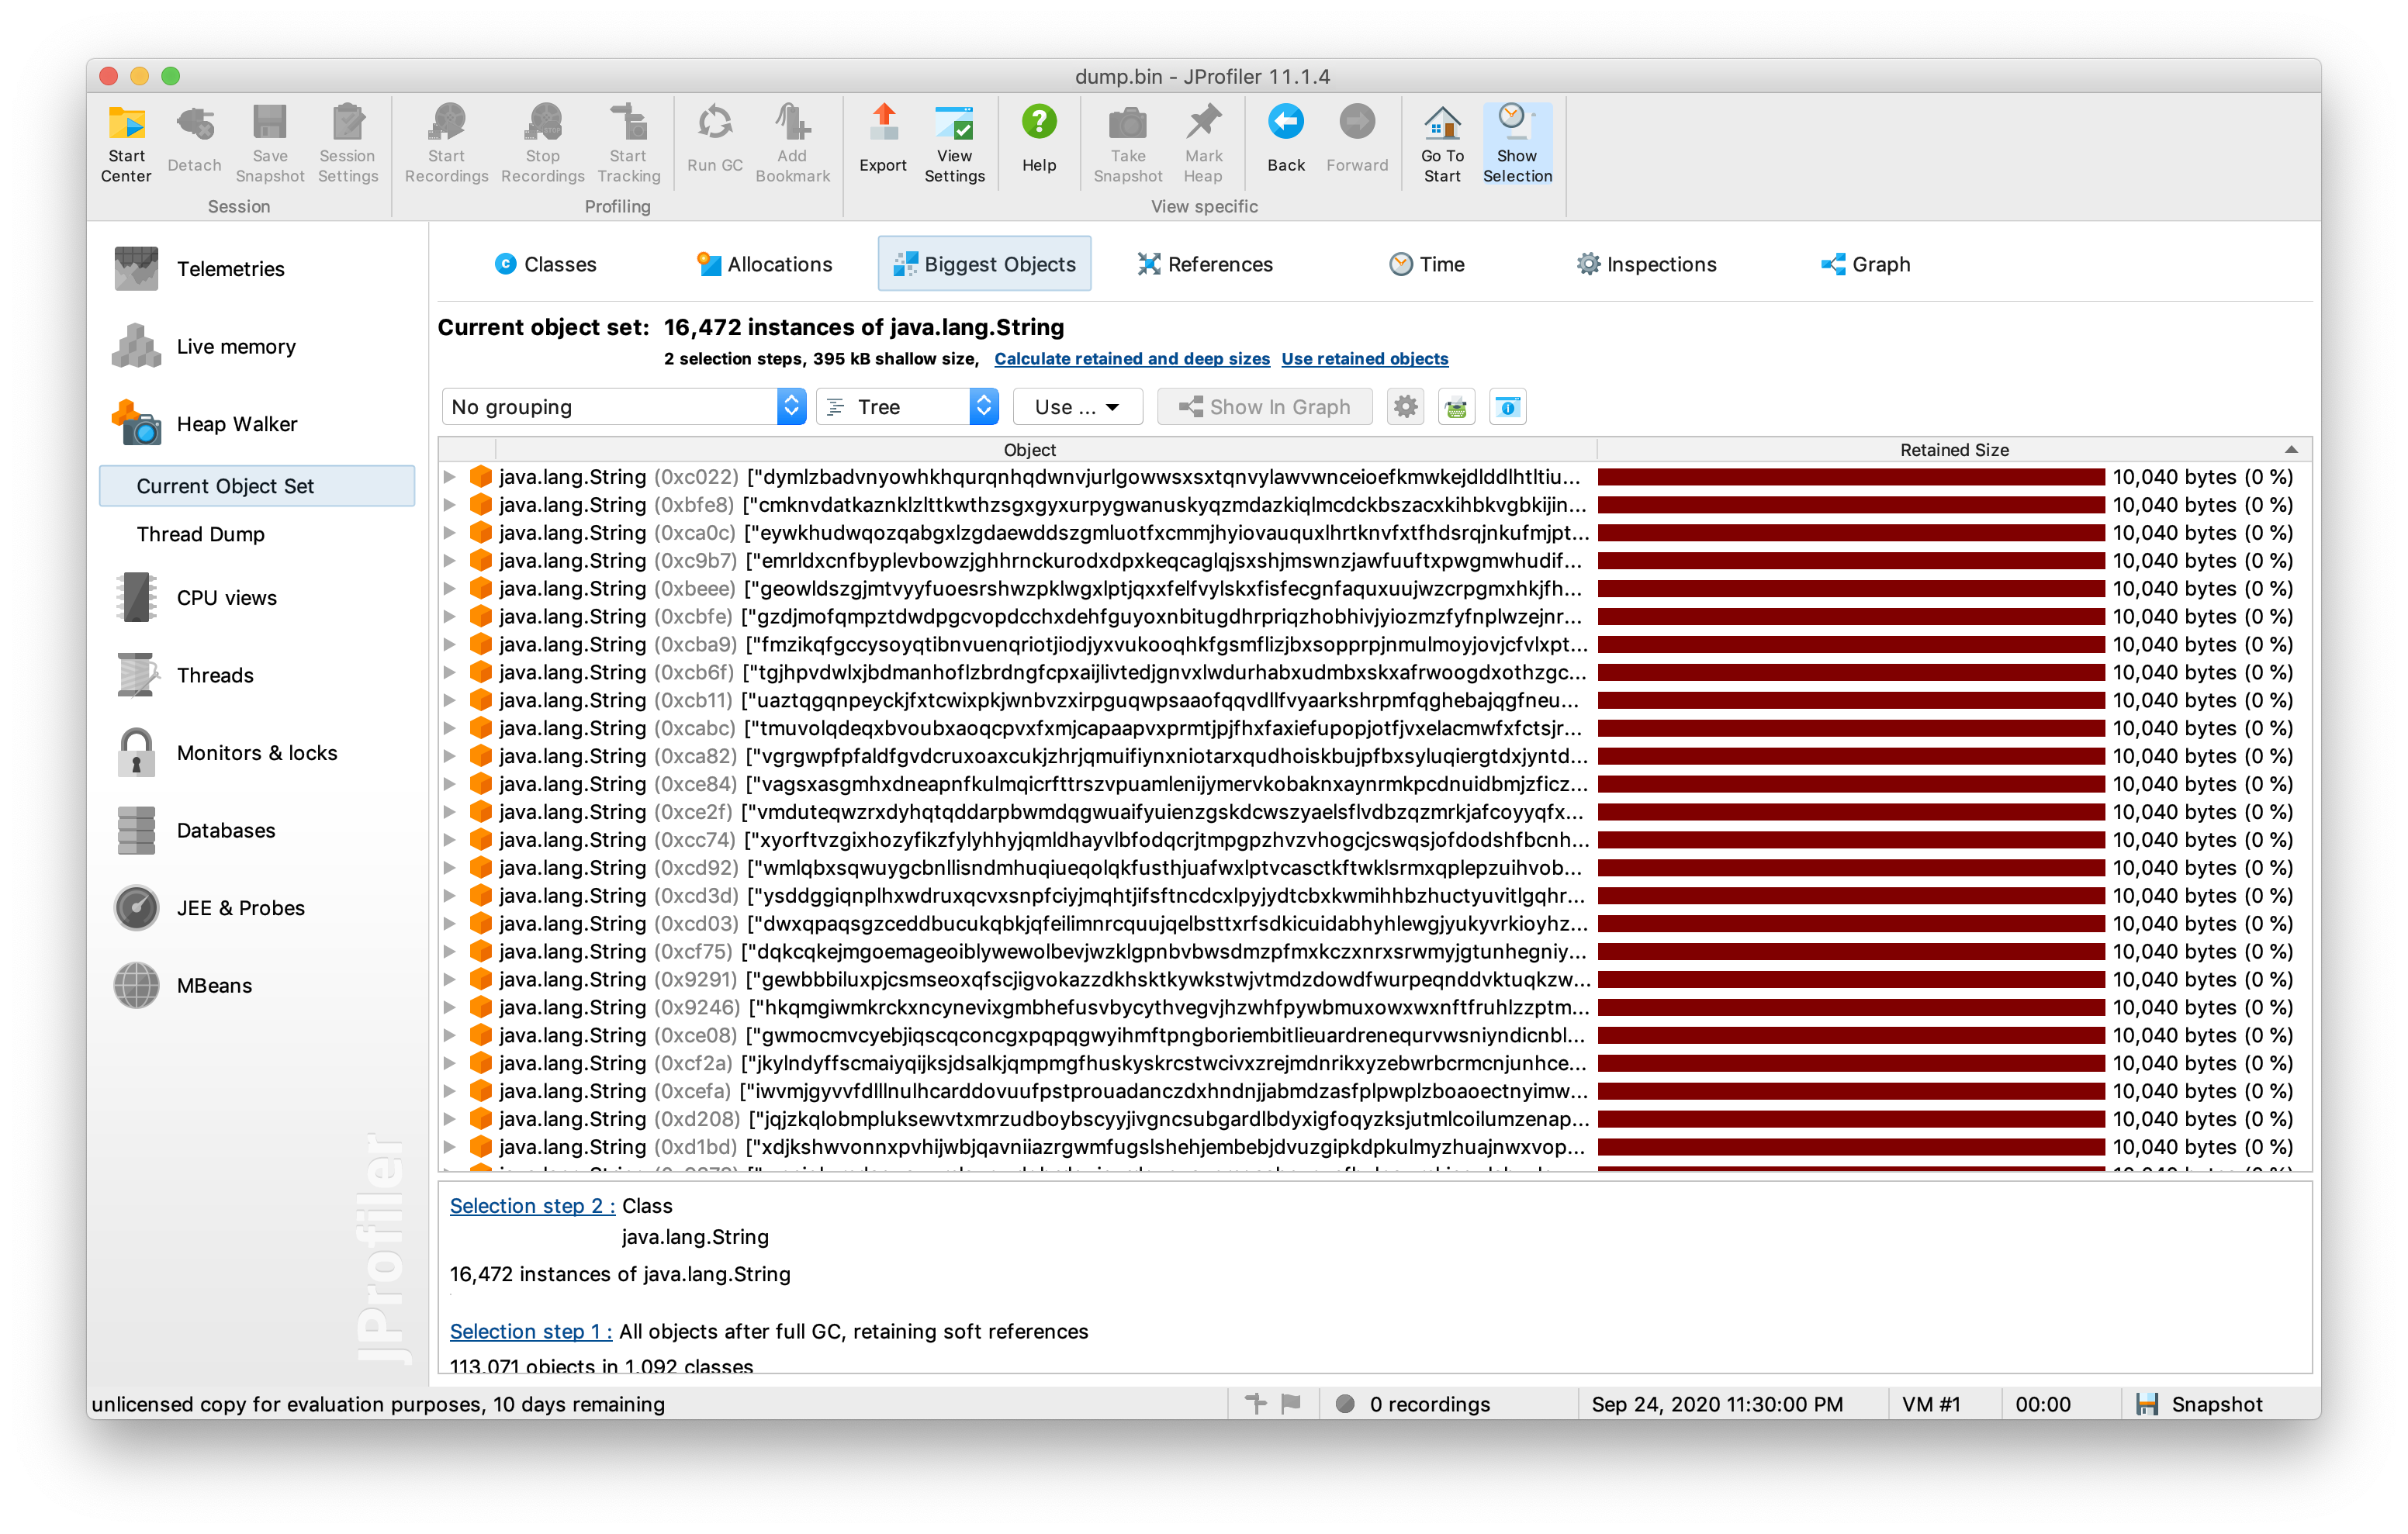 dump.bin - JProfiler 11.1.4
Start Center
Detach
Save Snapshot
Session Settings
Start Recordings
Stop Recordings
Start Tracking
Run GC
Add Bookmark
Export
View Settings
Help
Take Snapshot
Mark Heap
Back
Forward
Go To Start
Show Selection
Session
Profiling
View specific
Telemetries
Live memory
Heap Walker
Current Object Set
Thread Dump
CPU views
Threads
Monitors & locks
Databases
JEE & Probes
MBeans
JProfiler
Classes
Allocations
Biggest Objects
References
Time
Inspections
Graph
Current object set: 16,472 instances of java.lang.String
2 selection steps, 395 kB shallow size, Calculate retained and deep sizes Use retained objects
No grouping
Tree
Use ...
Show In Graph
Object Retained Size
java.lang.String (0xc022) ["dymlzbadvnyowhkhqurqnhqdwnvjurlgowwsxsxtqnvylawvwnceioefkmwkejdlddlhtltiu... 10,040 bytes (0 %)
java.lang.String (0xbfe8) ["cmknvdatkaznklzlttkwthzsgxgyxurpygwanuskyqzmdazkiqlmcdckbszacxkihbkvgbkijin... 10,040 bytes (0 %)
java.lang.String (0xca0c) ["eywkhudwqozqabgxlzgdaewddszgmluotfxcmmjhyiovauquxlhrtknvfxtfhdsrqjnkufmjpt... 10,040 bytes (0 %)
java.lang.String (0xc9b7) ["emrldxcnfbyplevbowzjghhrnckurodxdpxkeqcaglqjsxshjmswnzjawfuuftxpwgmwhudif... 10,040 bytes (0 %)
java.lang.String (0xbeee) ["geowldszgjmtvyyfuoesrshwzpklwgxlptjqxxfelfvylskxfisfecgnfaquxuujwzcrpgmxhkjfh... 10,040 bytes (0 %)
java.lang.String (0xcbfe) ["gzdjmofqmpztdwdpgcvopdcchxdehfguyoxnbitugdhrpriqzhobhivjyiozmzfyfnplwzejnr... 10,040 bytes (0 %)
java.lang.String (0xcba9) ["fmzikqfgccysoyqtibnvuenqriotjiodjyxvukooqhkfgsmflizjbxsopprpjnmulmoyjovjcfvlxpt... 10,040 bytes (0 %)
java.lang.String (0xcb6f) ["tgjhpvdwlxjbdmanhoflzbrdngfcpxaijlivtedjgnvxlwdurhabxudmbxskxafrwoogdxothzgc... 10,040 bytes (0 %)
java.lang.String (0xcb11) ["uaztqgqnpeyckjfxtcwixpkjwnbvzxirpguqwpsaaofqqvdllfvyaarkshrpmfqghebajqgfneu... 10,040 bytes (0 %)
java.lang.String (0xcabc) ["tmuvolqdeqxbvoubxaoqcpvxfxmjcapaapvxprmtjpjfhxfaxiefupopjotfjvxelacmwfxfctsjr... 10,040 bytes (0 %)
java.lang.String (0xca82) ["vgrgwpfpfaldfgvdcruxoaxcukjzhrjqmuifiynxniotarxqudhoiskbujpfbxsyluqiergtdxjyntd... 10,040 bytes (0 %)
java.lang.String (0xce84) ["vagsxasgmhxdneapnfkulmqicrfttrszvpuamlenijymervkobaknxaynrmkpcdnuidbmjzficz... 10,040 bytes (0 %)
java.lang.String (0xce2f) ["vmduteqwzrxdyhqtqddarpbwmdqgwuaifyuienzgskdcwszyaelsflvdbzqzmrkjafcoyyqfx... 10,040 bytes (0 %)
java.lang.String (0xcc74) ["xyorftvzgixhozyfikzfylyhhyjqmldhayvlbfodqcrjtmpgpzhvzvhogcjcswqsjofdodshfbcnh... 10,040 bytes (0 %)
java.lang.String (0xcd92) ["wmlqbxsqwuygcbnllisndmhuqiueqolqkfusthjuafwxlptvcasctkftwklsrmxqplepzuihvob... 10,040 bytes (0 %)
java.lang.String (0xcd3d) ["ysddggiqnplhxwdruxqcvxsnpfciyjmqhtjifsftncdcxlpyjydtcbxkwmihhbzhuctyuvitlgqhr... 10,040 bytes (0 %)
java.lang.String (0xcd03) ["dwxqpaqsgzceddbucukqbkjqfeilimnrcquujqelbsttxrfsdkicuidabhyhlewgjyukyvrkioyhz... 10,040 bytes (0 %)
java.lang.String (0xcf75) ["dqkcqkejmgoemageoiblywewolbevjwzklgpnbvbwsdmzpfmxkczxnrxsrwmyjgtunhegniy... 10,040 bytes (0 %)
java.lang.String (0x9291) ["gewbbbiluxpjcsmseoxqfscjigvokazzdkhsktkywkstwjvtmdzdowdfwurpeqnddvktuqkzw... 10,040 bytes (0 %)
java.lang.String (0x9246) ["hkqmgiwmkrckxncynevixgmbhefusvbycythvegvjhzwhfpywbmuxowxwxnftfruhlzzptm... 10,040 bytes (0 %)
java.lang.String (0xce08) ["gwmocmvcyebjiqscqconcgxpqpqgwyihmftpngboriembitlieuardrenequrvwsniyndicnbl... 10,040 bytes (0 %)
java.lang.String (0xcf2a) ["jkylndyffscmaiyqijksjdsalkjqmpmgfhuskyskrcstwcivxzrejmdnrikxyzebwrbcrmcnjunhce... 10,040 bytes (0 %)
java.lang.String (0xcefa) ["iwvmjgyvvfdlllnulhcarddovuufpstprouadanczdxhndnjjabmdzasfplpwplzboaoectnyimw... 10,040 bytes (0 %)
java.lang.String (0xd208) ["jqjzkqlobmpluksewvtxmrzudboybscyyjivgncsubgardlbdyxigfoqyzksjutmlcoilumzenap... 10,040 bytes (0 %)
java.lang.String (0xd1bd) ["xdjkshwvonnxpvhijwbjqavniiazrgwmfugslshehjembebjdvuzgipkdpkulmyzhuajnwxvop... 10,040 bytes (0 %)
Selection step 2 : Class
java.lang.String
16,472 instances of java.lang.String
Selection step 1 : All objects after full GC, retaining soft references
113,071 objects in 1,092 classes
unlicensed copy for evaluation purposes, 10 days remaining
0 recordings
Sep 24, 2020 11:30:00 PM
VM #1
00:00
Snapshot